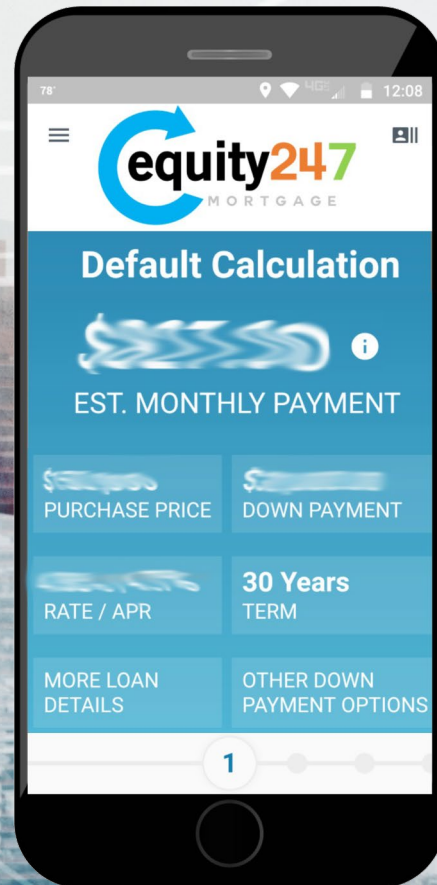 78°
4G
12:08
equity247
MORTGAGE
Default Calculation
EST. MONTHLY PAYMENT
PURCHASE PRICE
DOWN PAYMENT
RATE / APR
30 Years
TERM
MORE LOAN
DETAILS
OTHER DOWN
PAYMENT OPTIONS
1